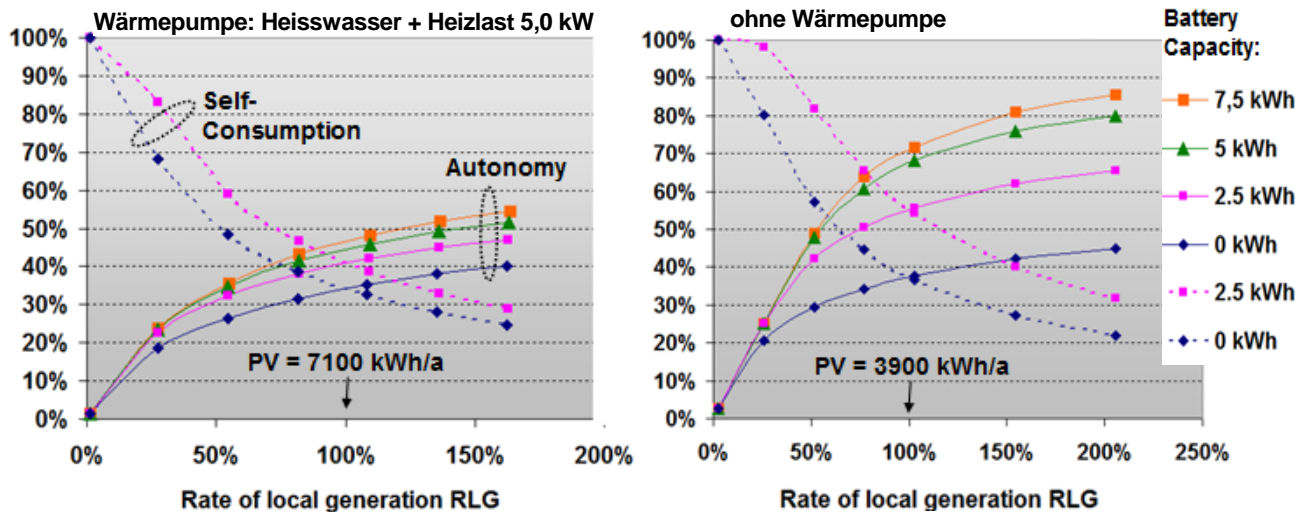 Wärmepumpe: Heisswasser + Heizlast 5,0 kW
100%
90%
80%
70%
60%
50%
40%
30%
20%
10%
0%
Self-
Consumption
Autonomy
PV = 7100 kWh/a
0%
50%
100%
150%
200%
Rate of local generation RLG
ohne Wärmepumpe
100%
90%
80%
70%
60%
50%
40%
30%
20%
10%
0%
PV = 3900 kWh/a
0%
50%
100%
150%
200%
250%
Rate of local generation RLG
Battery
Capacity:
7,5 kWh
5 kWh
2.5 kWh
0 kWh
2.5 kWh
0 kWh